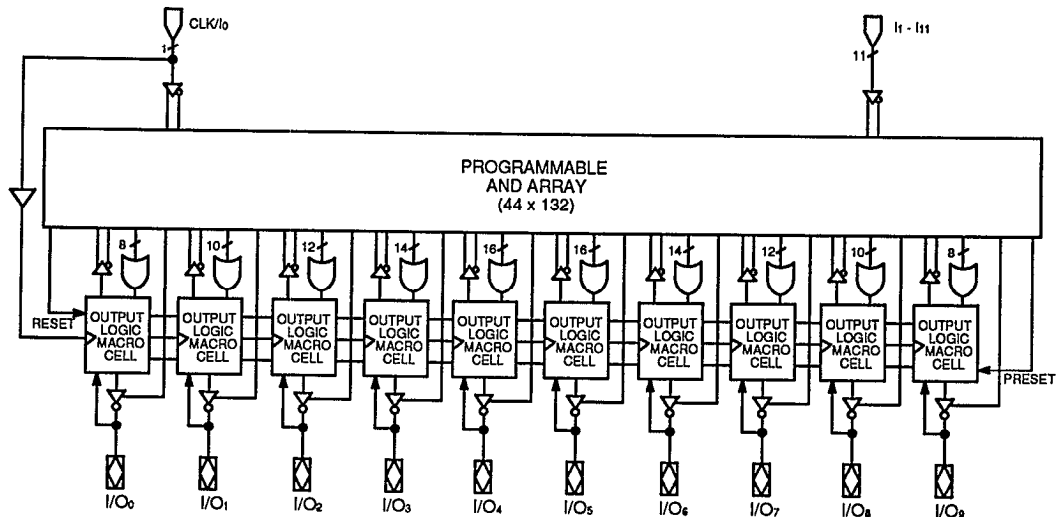 CLK/I0
I1 - I11
1
11
PROGRAMMABLE
AND ARRAY
(44 x 132)
8 10 12 14 16 16 14 12 10 8
OUTPUT LOGIC MACRO CELL
OUTPUT LOGIC MACRO CELL
OUTPUT LOGIC MACRO CELL
OUTPUT LOGIC MACRO CELL
OUTPUT LOGIC MACRO CELL
OUTPUT LOGIC MACRO CELL
OUTPUT LOGIC MACRO CELL
OUTPUT LOGIC MACRO CELL
OUTPUT LOGIC MACRO CELL
OUTPUT LOGIC MACRO CELL
RESET
PRESET
I/O0 I/O1 I/O2 I/O3 I/O4 I/O5 I/O6 I/O7 I/O8 I/O9